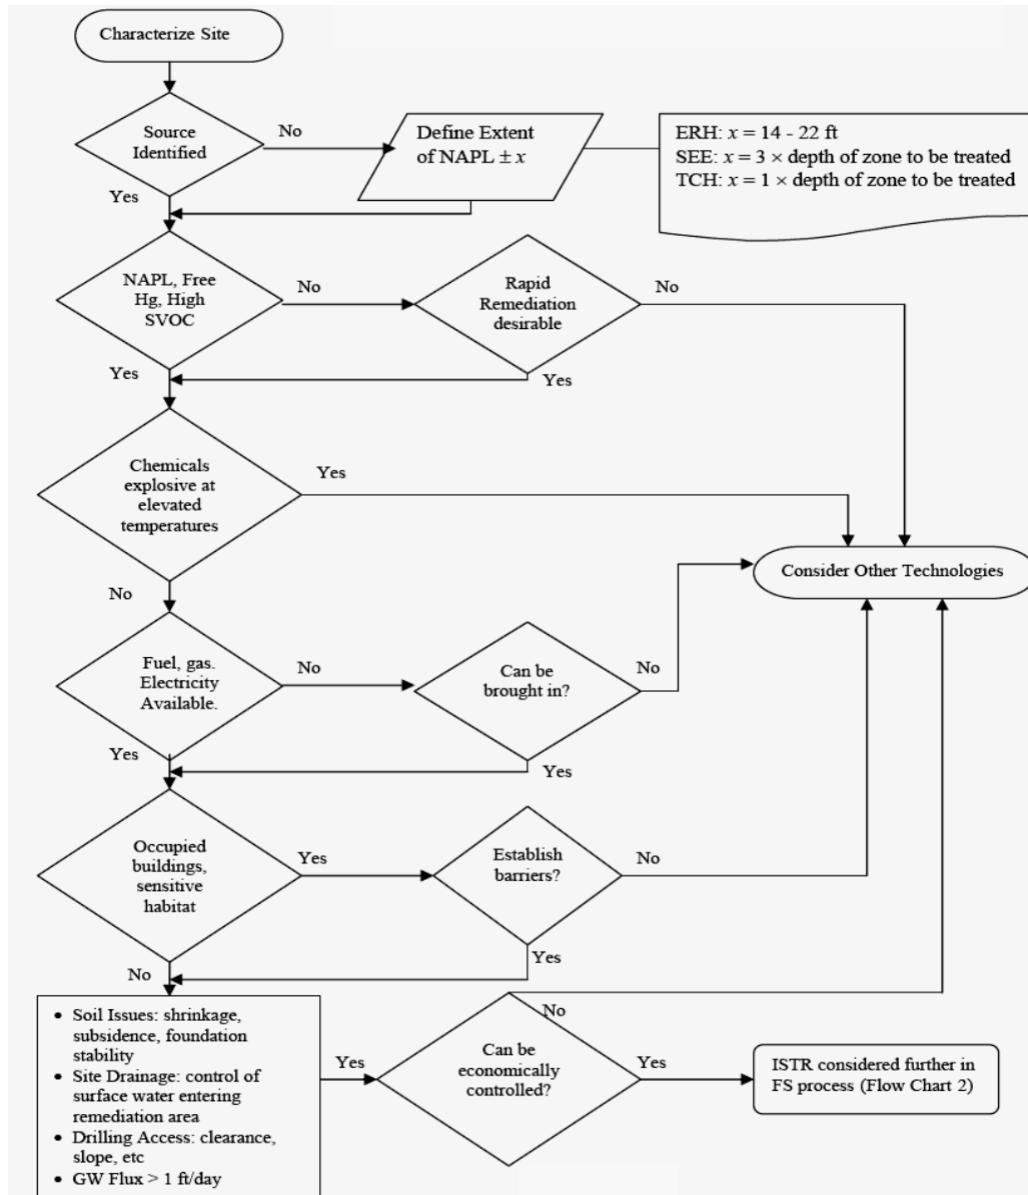 Characterize Site
Source
Identified
No
Define Extent
of NAPL ± x
ERH: x = 14 - 22 ft
SEE: x = 3 × depth of zone to be treated
TCH: x = 1 × depth of zone to be treated
Yes
NAPL, Free
Hg, High
SVOC
No
Rapid
Remediation
desirable
No
Yes
Yes
Chemicals
explosive at
elevated
temperatures
Yes
Consider Other Technologies
No
Fuel, gas.
Electricity
Available.
No
Can be
brought in?
No
Yes
Yes
Occupied
buildings,
sensitive
habitat
Yes
Establish
barriers?
No
No
Yes
• Soil Issues: shrinkage,
subsidence, foundation
stability
• Site Drainage: control of
surface water entering
remediation area
• Drilling Access: clearance,
slope, etc
• GW Flux > 1 ft/day
Yes
No
Can be
economically
controlled?
Yes
ISTR considered further in
FS process (Flow Chart 2)